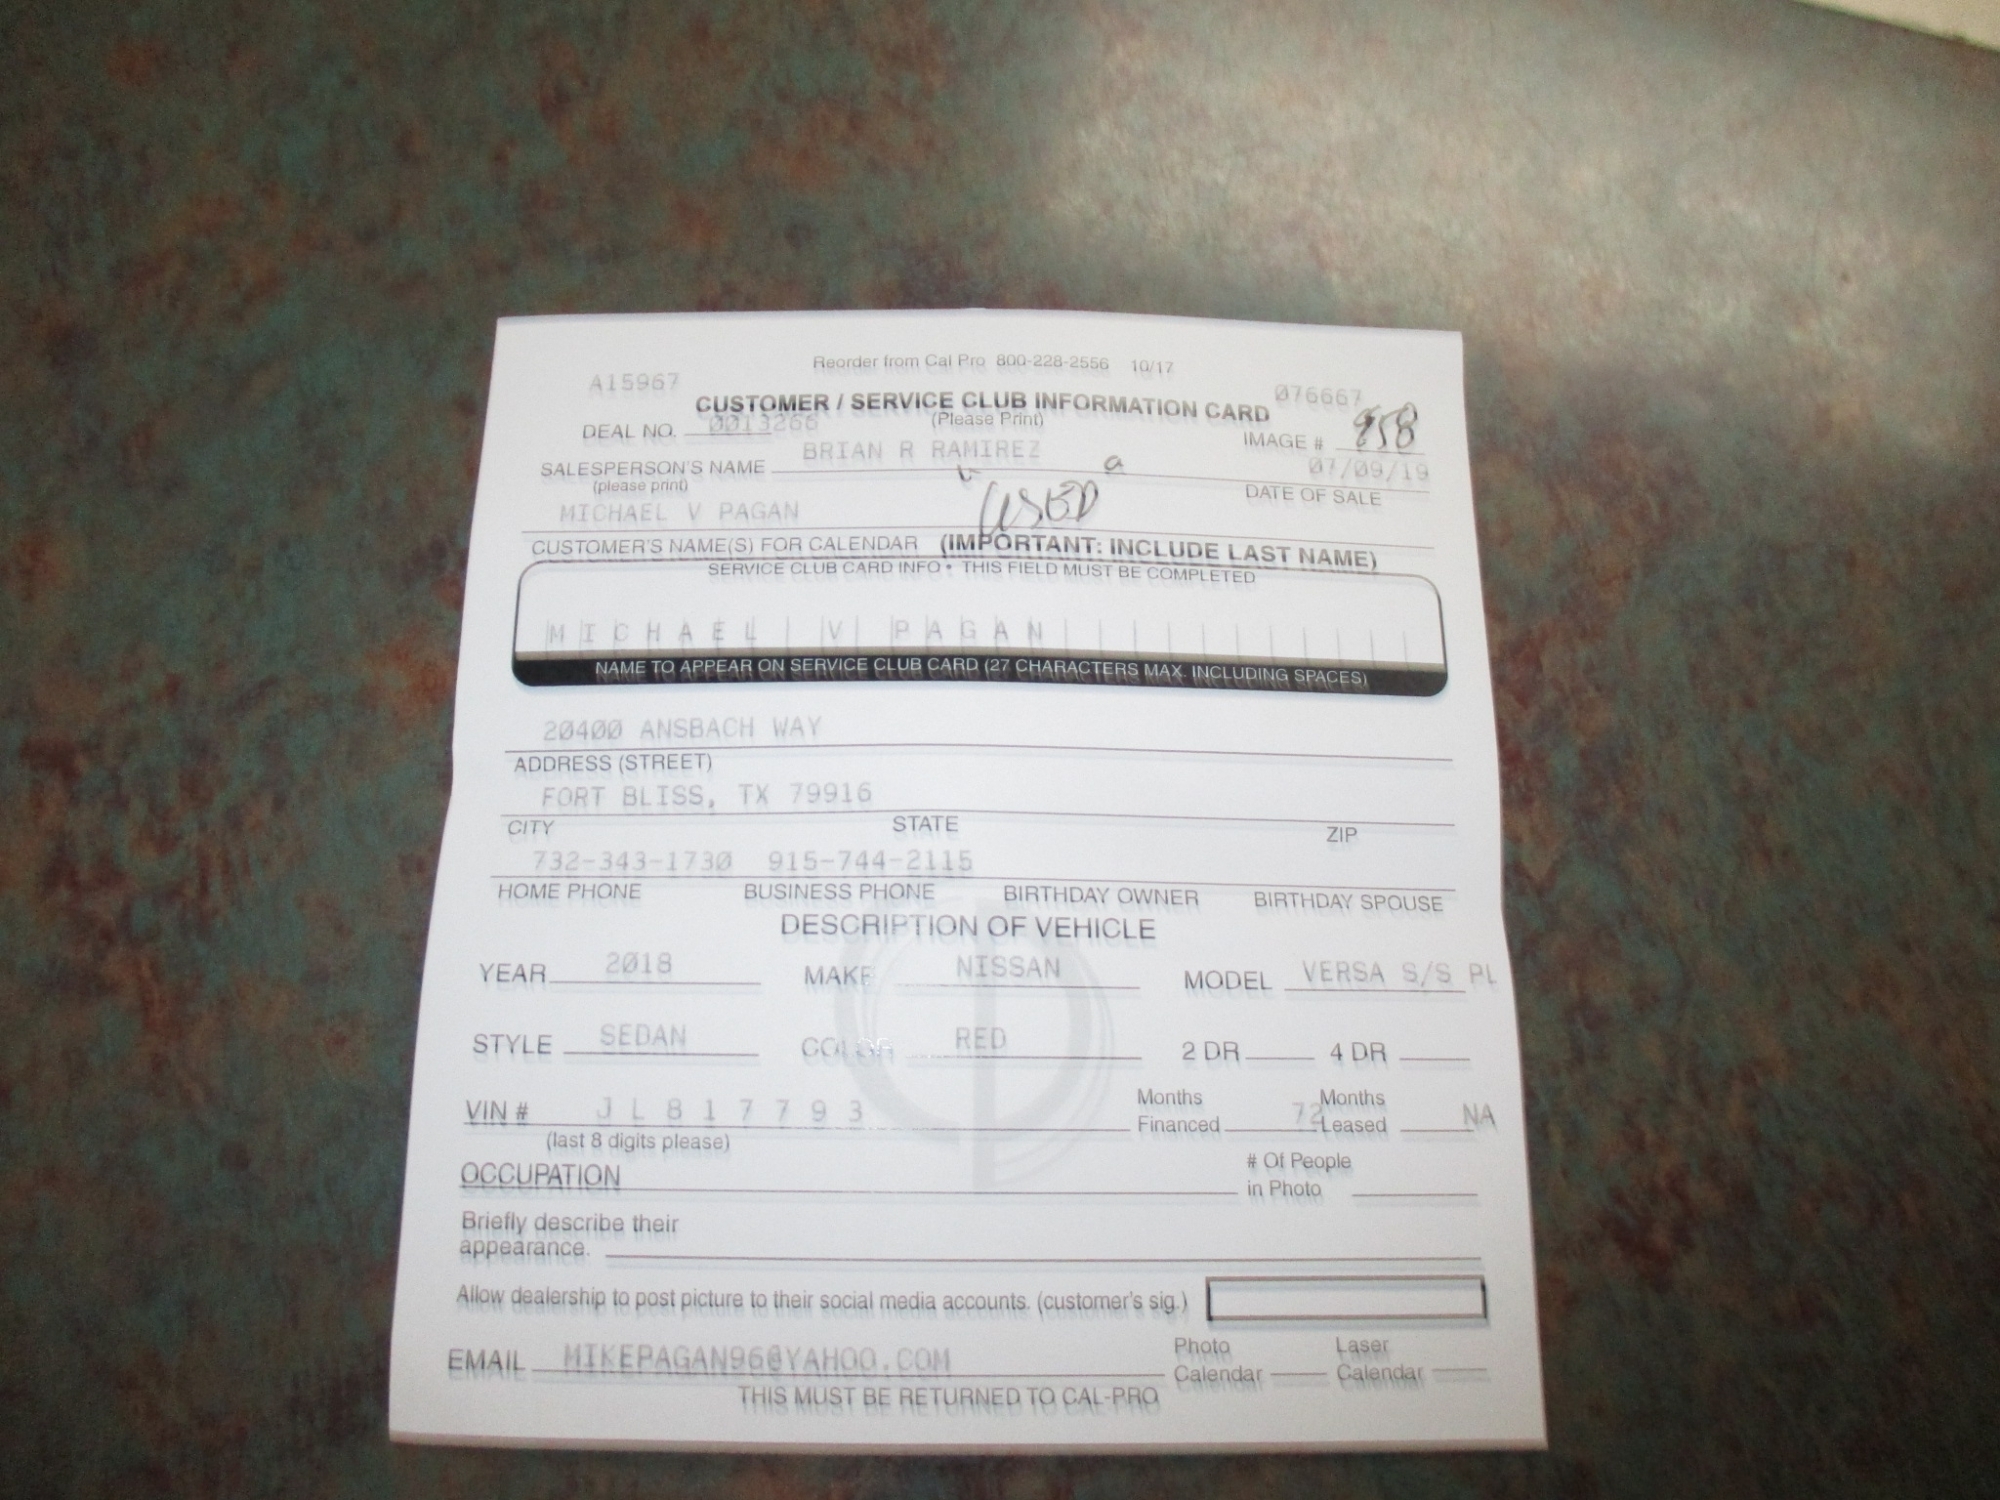 Reorder from Cal Pro 800-228-2556 10/17
A15967 076667
CUSTOMER / SERVICE CLUB INFORMATION CARD
DEAL NO. 0013266 (Please Print) IMAGE # 858
SALESPERSON'S NAME BRIAN R RAMIREZ 07/09/19
(please print) DATE OF SALE
MICHAEL V PAGAN USED
CUSTOMER'S NAME(S) FOR CALENDAR (IMPORTANT: INCLUDE LAST NAME)
SERVICE CLUB CARD INFO • THIS FIELD MUST BE COMPLETED
MICHAEL V PAGAN
NAME TO APPEAR ON SERVICE CLUB CARD (27 CHARACTERS MAX. INCLUDING SPACES)
20400 ANSBACH WAY
ADDRESS (STREET)
FORT BLISS, TX 79916
CITY STATE ZIP
732-343-1730 915-744-2115
HOME PHONE BUSINESS PHONE BIRTHDAY OWNER BIRTHDAY SPOUSE
DESCRIPTION OF VEHICLE
YEAR 2018 MAKE NISSAN MODEL VERSA S/S PL
STYLE SEDAN COLOR RED 2 DR 4 DR
Months Months
VIN # JL817793 Financed 72 Leased NA
(last 8 digits please)
OCCUPATION # Of People
in Photo
Briefly describe their
appearance.
Allow dealership to post picture to their social media accounts. (customer's sig.)
Photo Laser
EMAIL MIKEPAGAN96@YAHOO.COM Calendar Calendar
THIS MUST BE RETURNED TO CAL-PRO